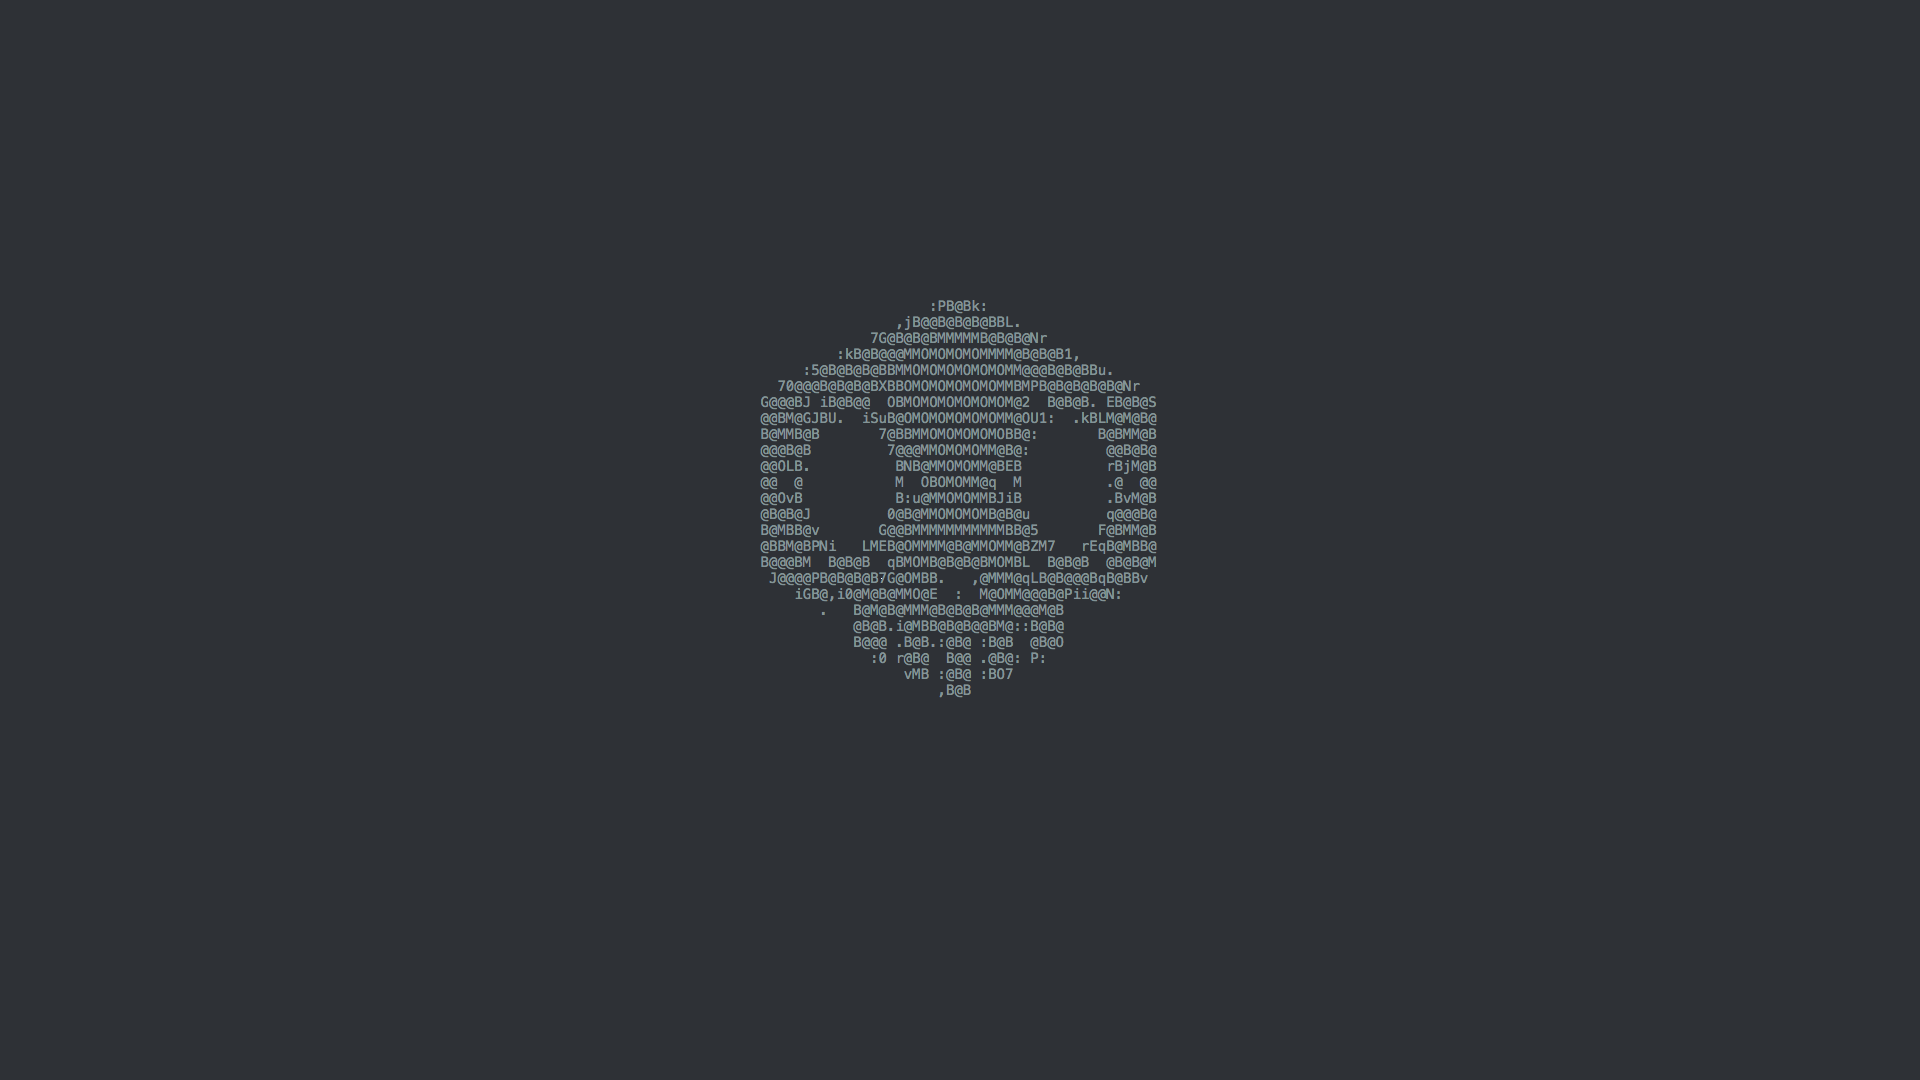 :PB@Bk:
                ,jB@@B@B@B@BBL.
             7G@B@B@BMMMMMB@B@B@Nr
         :kB@B@@@MMOMOMOMOMMMM@B@B@B1,
     :5@B@B@B@BBMMOMOMOMOMOMOMM@@@B@B@BBu.
  70@@@B@B@B@BXBBOMOMOMOMOMOMMBMPB@B@B@B@B@Nr
G@@@BJ iB@B@@  OBMOMOMOMOMOMOM@2  B@B@B. EB@B@S
@@BM@GJBU.  iSuB@OMOMOMOMOMOMM@OU1:  .kBLM@M@B@
B@MMB@B       7@BBMMOMOMOMOMOBB@:       B@BMM@B
@@@B@B         7@@@MMOMOMOMM@B@:         @@B@B@
@@OLB.          BNB@MMOMOMM@BEB          rBjM@B
@@  @           M  OBOMOMM@q  M          .@  @@
@@OvB           B:u@MMOMOMMBJiB          .BvM@B
@B@B@J         0@B@MMOMOMOMB@B@u         q@@@B@
B@MBB@v       G@@BMMMMMMMMMMMBB@5       F@BMM@B
@BBM@BPNi   LMEB@OMMMM@B@MMOMM@BZM7   rEqB@MBB@
B@@@BM  B@B@B  qBMOMB@B@B@BMOMBL  B@B@B  @B@B@M
 J@@@@PB@B@B@B7G@OMBB.   ,@MMM@qLB@B@@@BqB@BBv
    iGB@,i0@M@B@MMO@E  :  M@OMM@@@B@Pii@@N:
       .   B@M@B@MMM@B@B@B@MMM@@@M@B
           @B@B.i@MBB@B@B@@BM@::B@B@
           B@@@ .B@B.:@B@ :B@B  @B@O
             :0 r@B@  B@@ .@B@: P:
                 vMB :@B@ :BO7
                     ,B@B